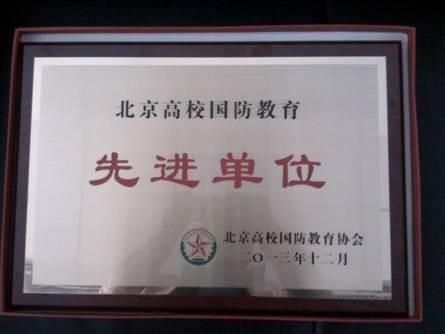 北京高校国防教育
先进单位
北京高校国防教育协会
二〇一三年十二月